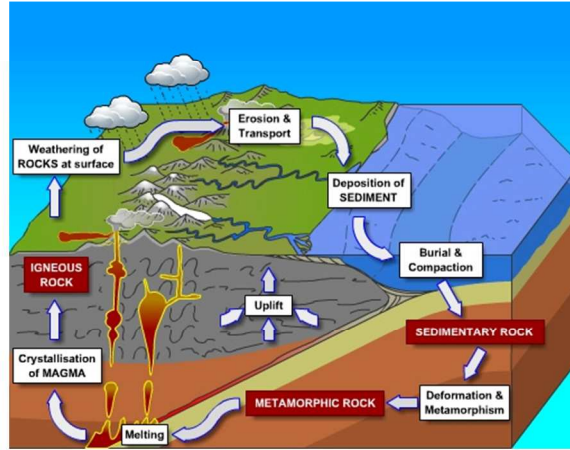 Erosion &
Transport
Weathering of
ROCKS at surface
Deposition of
SEDIMENT
Burial &
Compaction
IGNEOUS
ROCK
Uplift
SEDIMENTARY ROCK
Crystallisation
of MAGMA
Deformation &
Metamorphism
METAMORPHIC ROCK
Melting